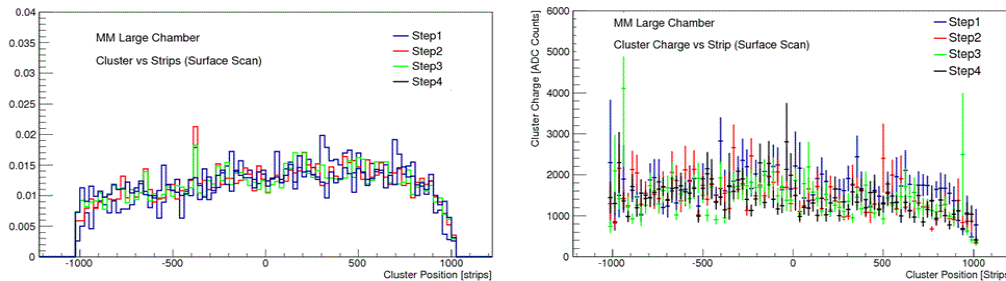 0.04
0.035
0.03
0.025
0.02
0.015
0.01
0.005
0
-1000
-500
0
500
1000
Cluster Position [strips]
MM Large Chamber
Cluster vs Strips (Surface Scan)
Step1
Step2
Step3
Step4
6000
5000
4000
3000
2000
1000
0
Cluster Charge [ADC Counts]
-1000
-500
0
500
1000
Cluster Position [Strips]
MM Large Chamber
Cluster Charge vs Strip (Surface Scan)
Step1
Step2
Step3
Step4